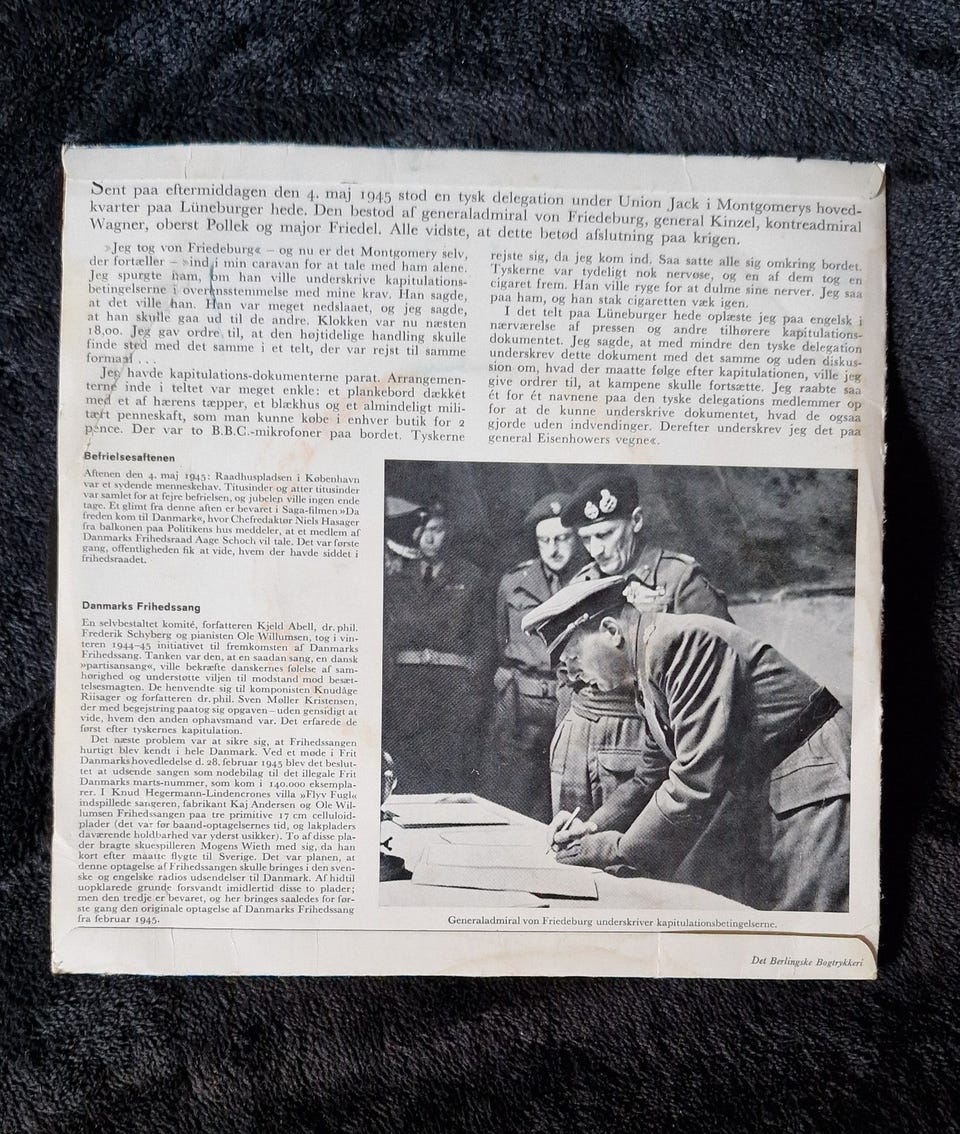 Sent paa eftermiddagen den 4. maj 1945 stod en tysk delegation under Union Jack i Montgomerys hoved-
kvarter paa Lüneburger hede. Den bestod af generaladmiral von Friedeburg, general Kinzel, kontreadmiral
Wagner, oberst Pollek og major Friedel. Alle vidste, at dette betød afslutning paa krigen.
»Jeg tog von Friedeburg« – og nu er det Montgomery selv,
der fortæller – »ind i min caravan for at tale med ham alene.
Jeg spurgte ham, om han ville underskrive kapitulations-
betingelserne i overensstemmelse med mine krav. Han sagde,
at det ville han. Han var meget nedslaaet, og jeg sagde,
at han skulle gaa ud til de andre. Klokken var nu næsten
18,00. Jeg gav ordre til, at den højtidelige handling skulle
finde sted med det samme i et telt, der var rejst til samme
formaal . . .
Jeg havde kapitulations-dokumenterne parat. Arrangemen-
terne inde i teltet var meget enkle: et plankebord dækket
med et af hærens tæpper, et blækhus og et almindeligt mili-
tært penneskaft, som man kunne købe i enhver butik for 2
pence. Der var to B.B.C.-mikrofoner paa bordet. Tyskerne
rejste sig, da jeg kom ind. Saa satte alle sig omkring bordet.
Tyskerne var tydeligt nok nervøse, og en af dem tog en
cigaret frem. Han ville ryge for at dulme sine nerver. Jeg saa
paa ham, og han stak cigaretten væk igen.
I det telt paa Lüneburger hede oplæste jeg paa engelsk i
nærværelse af pressen og andre tilhørere kapitulations-
dokumentet. Jeg sagde, at med mindre den tyske delegation
underskrev dette dokument med det samme og uden diskus-
sion om, hvad der maatte følge efter kapitulationen, ville jeg
give ordrer til, at kampene skulle fortsætte. Jeg raabte saa
ét for ét navnene paa den tyske delegations medlemmer op
for at de kunne underskrive dokumentet, hvad de ogsaa
gjorde uden indvendinger. Derefter underskrev jeg det paa
general Eisenhowers vegne«.
Befrielsesaftenen
Aftenen den 4. maj 1945: Raadhuspladsen i København
var et sydende menneskehav. Titusinder og atter titusinder
var samlet for at fejre befrielsen, og jubelen ville ingen ende
tage. Et glimt fra denne aften er bevaret i Saga-filmen »Da
freden kom til Danmark«, hvor Chefredaktør Niels Hasager
fra balkonen paa Politikens hus meddeler, at et medlem af
Danmarks Frihedsraad Aage Schoch vil tale. Det var første
gang, offentligheden fik at vide, hvem der havde siddet i
frihedsraadet.
Danmarks Frihedssang
En selvbestaltet komité, forfatteren Kjeld Abell, dr. phil.
Frederik Schyberg og pianisten Ole Willumsen, tog i vin-
teren 1944–45 initiativet til fremkomsten af Danmarks
Frihedssang. Tanken var den, at en saadan sang, en dansk
»partisansang«, ville bekræfte danskernes følelse af sam-
hørighed og understøtte viljen til modstand mod besæt-
telsesmagten. De henvendte sig til komponisten Knudåge
Riisager og forfatteren dr. phil. Sven Møller Kristensen,
der med begejstring paatog sig opgaven – uden gensidigt at
vide, hvem den anden ophavsmand var. Det erfarede de
først efter tyskernes kapitulation.
Det næste problem var at sikre sig, at Frihedssangen
hurtigt blev kendt i hele Danmark. Ved et møde i Frit
Danmarks hovedledelse d. 28. februar 1945 blev det beslut-
tet at udsende sangen som nodebilag til det illegale Frit
Danmarks marts-nummer, som kom i 140.000 eksempla-
rer. I Knud Hegermann-Lindencrones villa »Flyv Fugl«
indspillede sangeren, fabrikant Kaj Andersen og Ole Wil-
lumsen Frihedssangen paa tre primitive 17 cm celluloid-
plader (det var før baand-optagelsernes tid, og lakpladers
daværende holdbarhed var yderst usikker). To af disse pla-
der bragte skuespilleren Mogens Wieth med sig, da han
kort efter maatte flygte til Sverige. Det var planen, at
denne optagelse af Frihedssangen skulle bringes i den sven-
ske og engelske radios udsendelser til Danmark. Af hidtil
uopklarede grunde forsvandt imidlertid disse to plader;
men den tredje er bevaret, og her bringes saaledes for før-
ste gang den originale optagelse af Danmarks Frihedssang
fra februar 1945.
Generaladmiral von Friedeburg underskriver kapitulationsbetingelserne.
Det Berlingske Bogtrykkeri